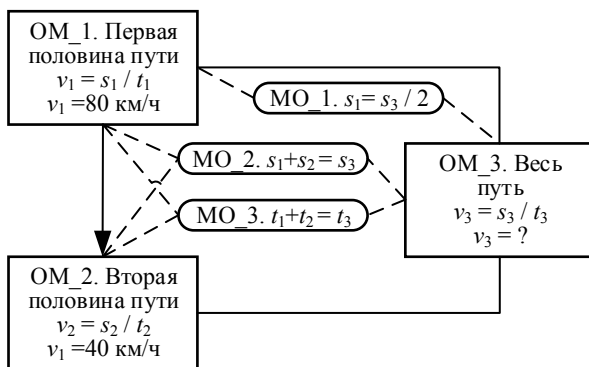 ОМ_1. Первая
половина пути
v₁ = s₁ / t₁
v₁ =80 км/ч
МО_1. s₁= s₃ / 2
МО_2. s₁+s₂ = s₃
МО_3. t₁+t₂ = t₃
ОМ_3. Весь
путь
v₃ = s₃ / t₃
v₃ = ?
ОМ_2. Вторая
половина пути
v₂ = s₂ / t₂
v₁ =40 км/ч